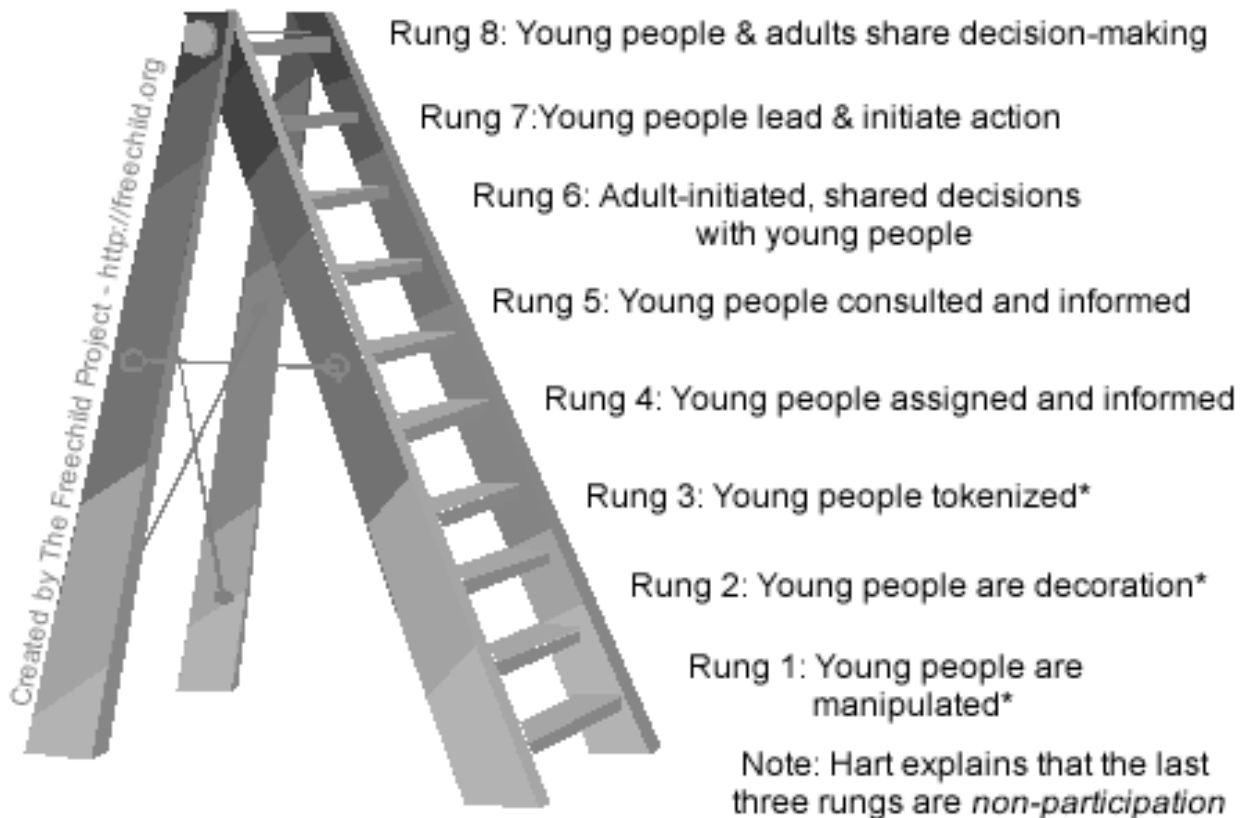 Rung 8: Young people & adults share decision-making
Rung 7:Young people lead & initiate action
Rung 6: Adult-initiated, shared decisions
with young people
Rung 5: Young people consulted and informed
Rung 4: Young people assigned and informed
Rung 3: Young people tokenized*
Rung 2: Young people are decoration*
Rung 1: Young people are
manipulated*
Note: Hart explains that the last
three rungs are non-participation
Created by The Freechild Project - http://freechild.org